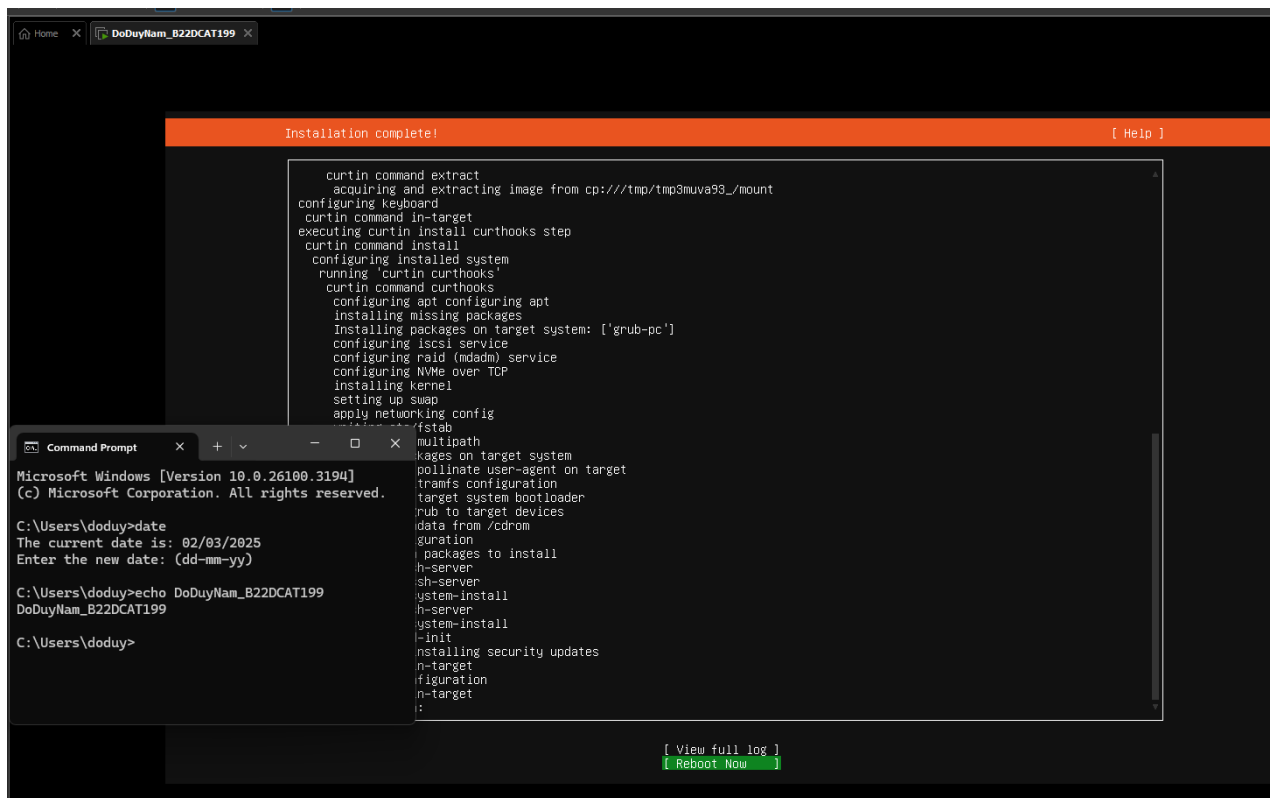 Home
DoDuyNam_B22DCAT199
Installation complete!
[ Help ]
curtin command extract
acquiring and extracting image from cp:///tmp/tmp3muva93_/mount
configuring keyboard
curtin command in-target
executing curtin install curthooks step
curtin command install
configuring installed system
running 'curtin curthooks'
curtin command curthooks
configuring apt configuring apt
installing missing packages
Installing packages on target system: ['grub-pc']
configuring iscsi service
configuring raid (mdadm) service
configuring NVMe over TCP
installing kernel
setting up swap
apply networking config
/fstab
multipath
kages on target system
pollinate user-agent on target
tramfs configuration
target system bootloader
rub to target devices
data from /cdrom
guration
packages to install
h-server
sh-server
ystem-install
h-server
ystem-install
-init
nstalling security updates
n-target
figuration
n-target
:
[ View full log ]
[ Reboot Now ]
Command Prompt
Microsoft Windows [Version 10.0.26100.3194]
(c) Microsoft Corporation. All rights reserved.
C:\Users\doduy>date
The current date is: 02/03/2025
Enter the new date: (dd-mm-yy)
C:\Users\doduy>echo DoDuyNam_B22DCAT199
DoDuyNam_B22DCAT199
C:\Users\doduy>